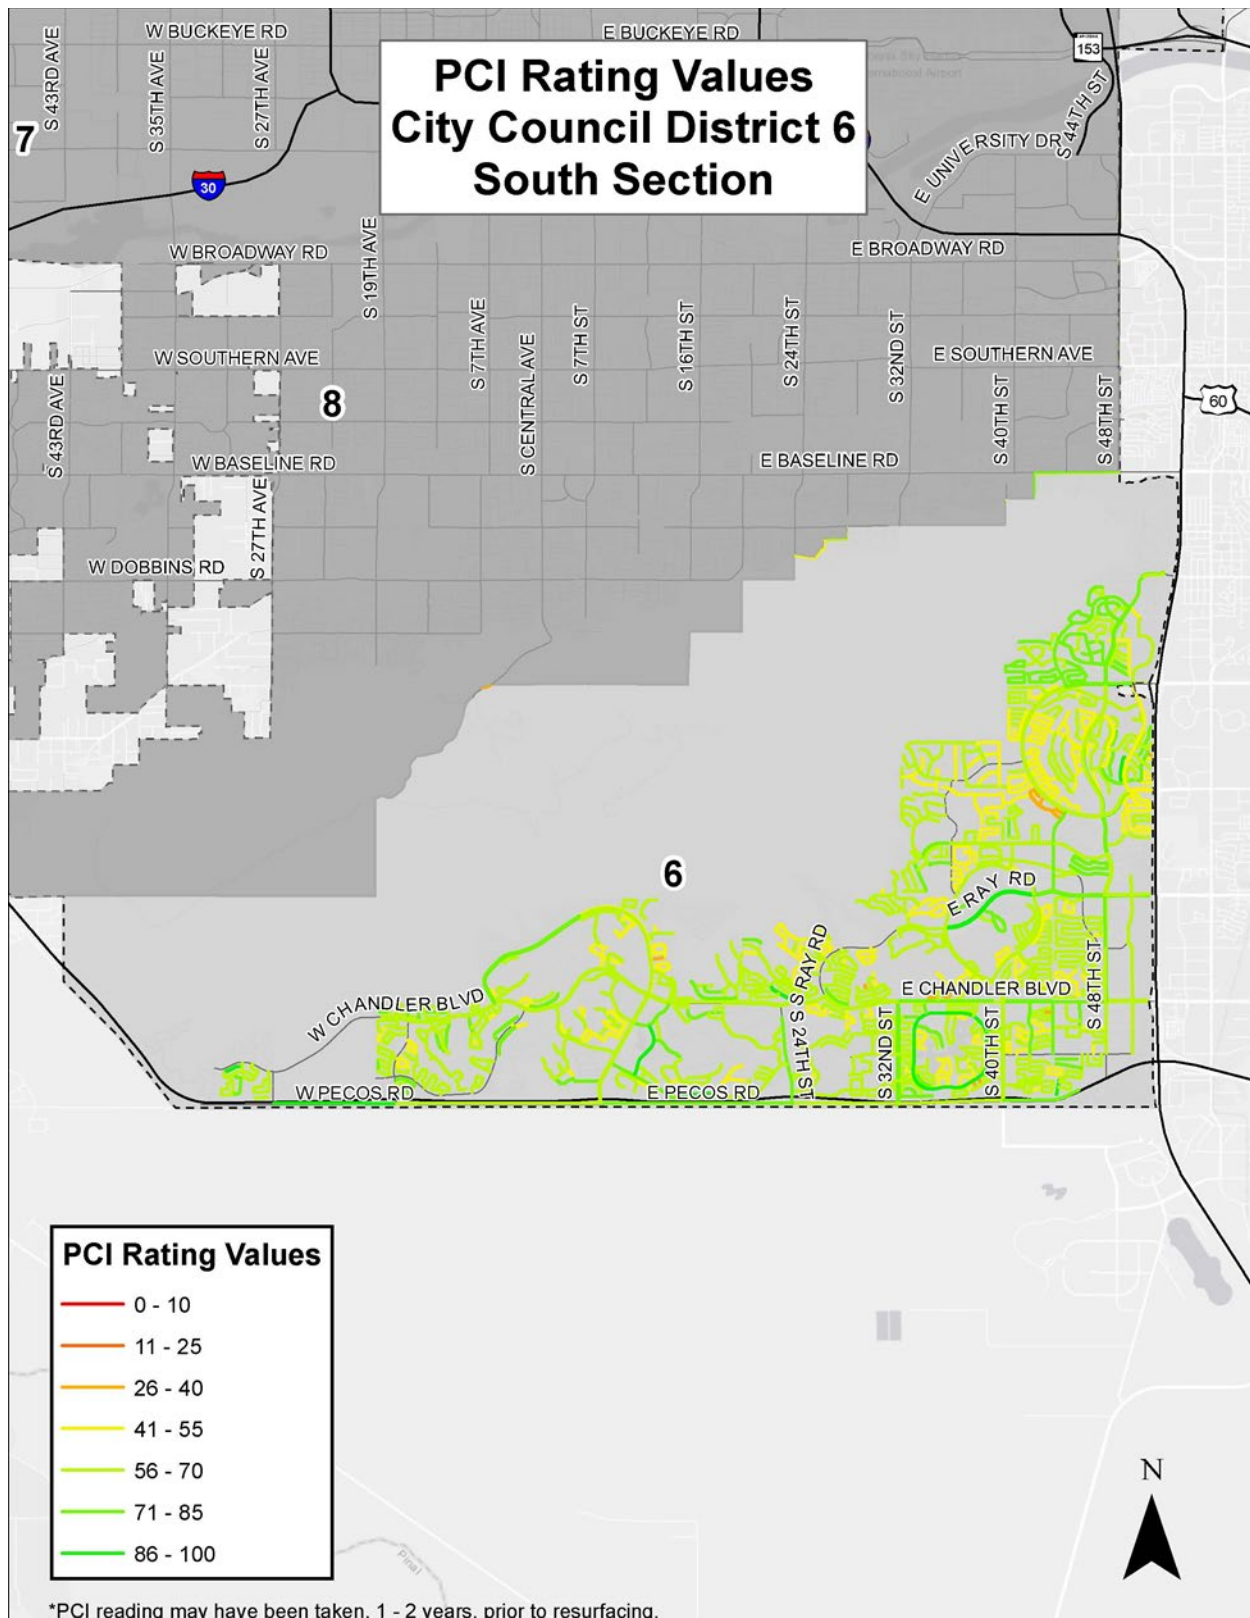 W BUCKEYE RD
E BUCKEYE RD
S 43RD AVE
S 35TH AVE
S 27TH AVE
153
S 44TH ST
PCI Rating Values
City Council District 6
South Section
7
30
E UNIVERSITY DR
W BROADWAY RD
E BROADWAY RD
S 19TH AVE
S 7TH AVE
S CENTRAL AVE
S 7TH ST
S 16TH ST
S 24TH ST
S 32ND ST
W SOUTHERN AVE
E SOUTHERN AVE
S 43RD AVE
8
S 40TH ST
S 48TH ST
60
W BASELINE RD
E BASELINE RD
S 27TH AVE
W DOBBINS RD
6
E RAY RD
S RAY RD
W CHANDLER BLVD
E CHANDLER BLVD
S 48TH ST
S 24TH ST
S 32ND ST
S 40TH ST
W PECOS RD
E PECOS RD
PCI Rating Values
0 - 10
11 - 25
26 - 40
41 - 55
56 - 70
71 - 85
86 - 100
Pinal
N
*PCI reading may have been taken, 1 - 2 years, prior to resurfacing.